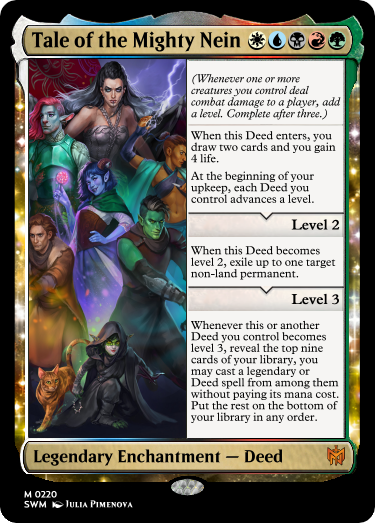 Tale of the Mighty Nein
(Whenever one or more
creatures you control deal
combat damage to a player, add
a level. Complete after three.)
When this Deed enters, you
draw two cards and you gain
4 life.
At the beginning of your
upkeep, each Deed you
control advances a level.
Level 2
When this Deed becomes
level 2, exile up to one target
non-land permanent.
Level 3
Whenever this or another
Deed you control becomes
level 3, reveal the top nine
cards of your library, you
may cast a legendary or
Deed spell from among them
without paying its mana cost.
Put the rest on the bottom of
your library in any order.
Legendary Enchantment — Deed
M 0220
SWM Julia Pimenova